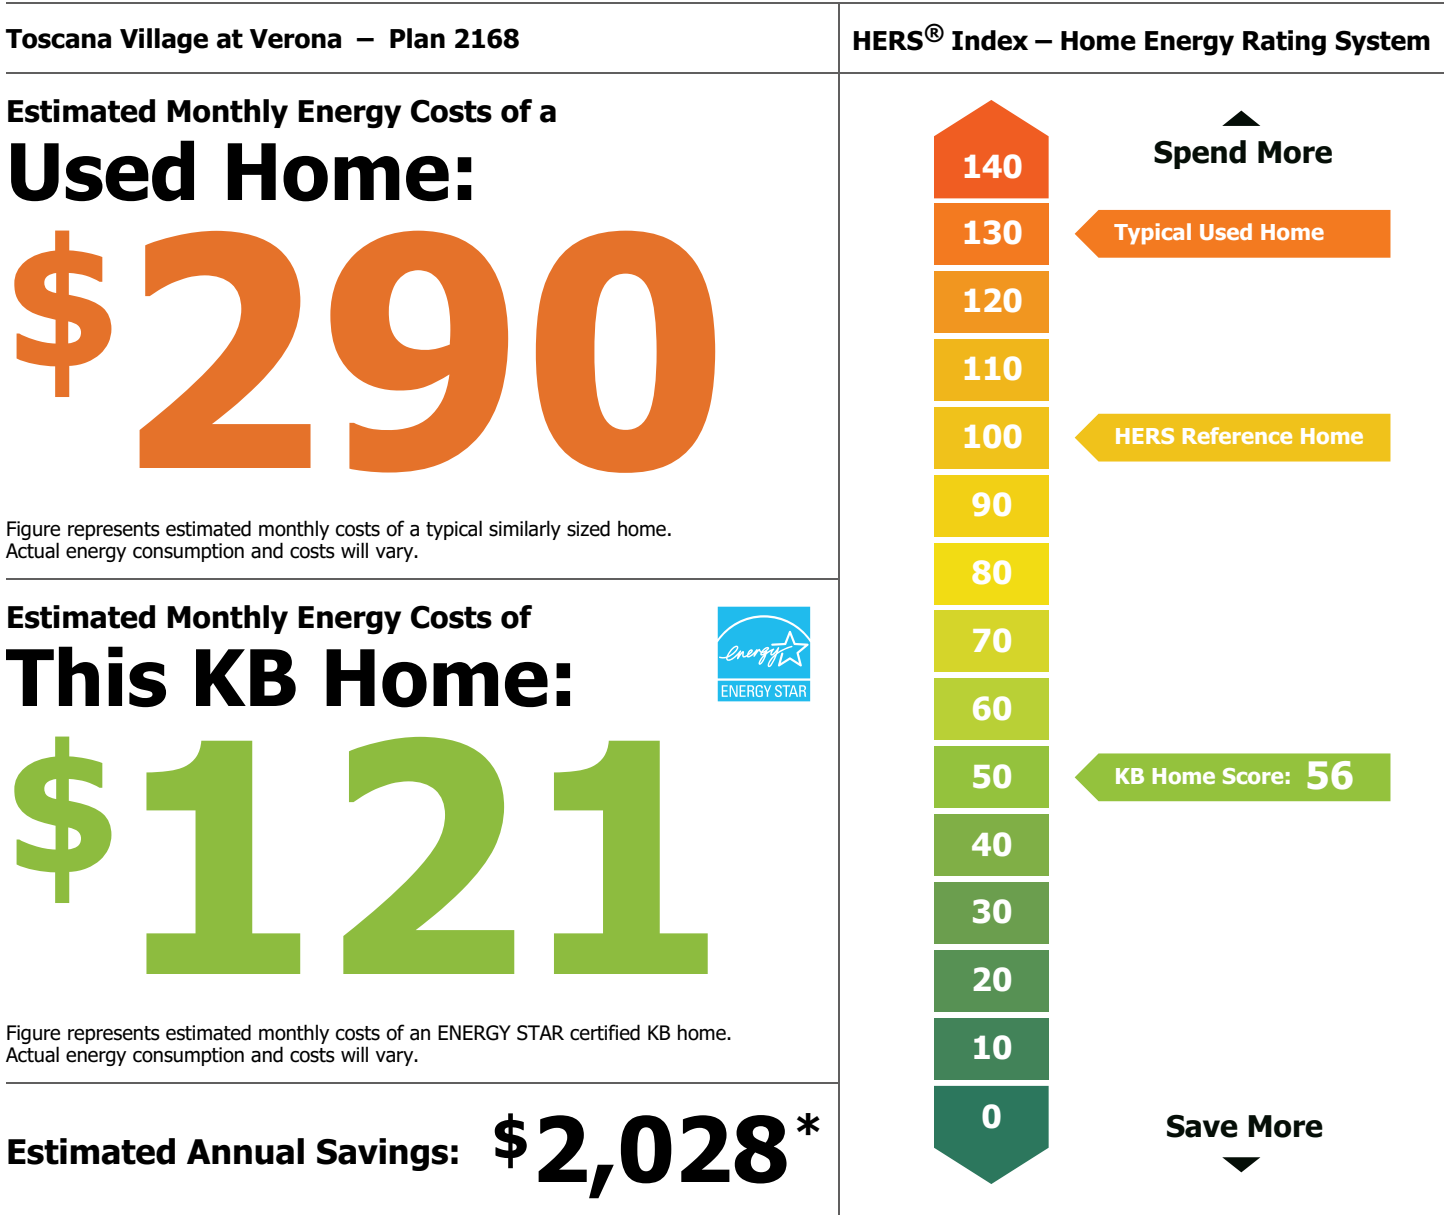 Toscana Village at Verona – Plan 2168
Estimated Monthly Energy Costs of a
Used Home:
$290
Figure represents estimated monthly costs of a typical similarly sized home.
Actual energy consumption and costs will vary.
Estimated Monthly Energy Costs of
This KB Home:
energy
ENERGY STAR
$121
Figure represents estimated monthly costs of an ENERGY STAR certified KB home.
Actual energy consumption and costs will vary.
Estimated Annual Savings: $2,028*
HERS® Index – Home Energy Rating System
Spend More
140
130
Typical Used Home
120
110
100
HERS Reference Home
90
80
70
60
50
KB Home Score: 56
40
30
20
10
0
Save More